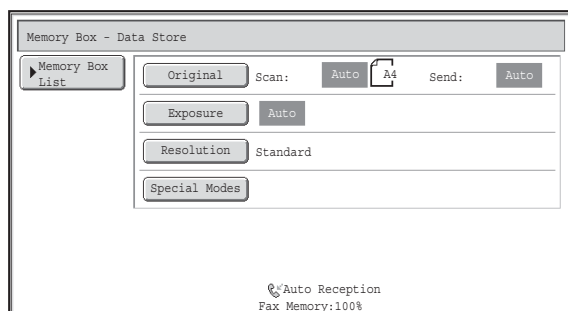 Memory Box - Data Store
Memory Box
List
Original Scan: Auto A4 Send: Auto
Exposure Auto
Resolution Standard
Special Modes
Auto Reception
Fax Memory:100%